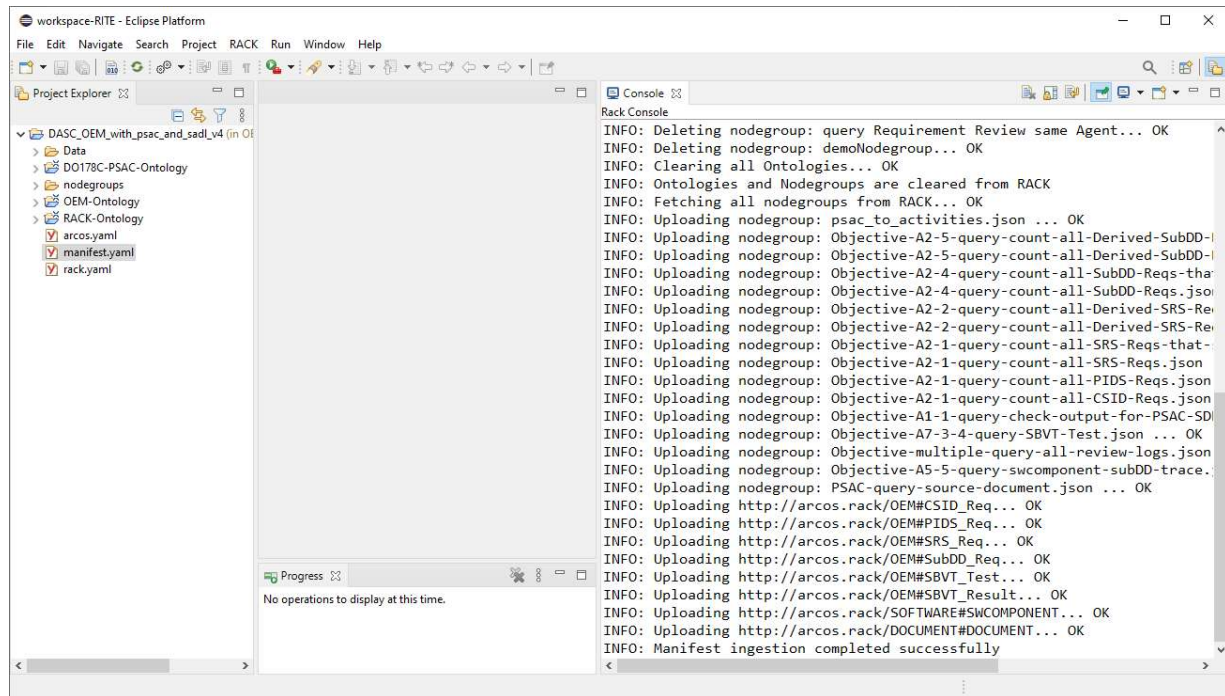 workspace-RITE - Eclipse Platform
File Edit Navigate Search Project RACK Run Window Help
Project Explorer
DASC_OEM_with_psac_and_sadl_v4 (in OE
Data
DO178C-PSAC-Ontology
nodegroups
OEM-Ontology
RACK-Ontology
arcos.yaml
manifest.yaml
rack.yaml
Progress
No operations to display at this time.
Console
Rack Console
INFO: Deleting nodegroup: query Requirement Review same Agent... OK
INFO: Deleting nodegroup: demoNodegroup... OK
INFO: Clearing all Ontologies... OK
INFO: Ontologies and Nodegroups are cleared from RACK
INFO: Fetching all nodegroups from RACK... OK
INFO: Uploading nodegroup: psac_to_activities.json ... OK
INFO: Uploading nodegroup: Objective-A2-5-query-count-all-Derived-SubDD-
INFO: Uploading nodegroup: Objective-A2-5-query-count-all-Derived-SubDD-
INFO: Uploading nodegroup: Objective-A2-4-query-count-all-SubDD-Reqs-tha
INFO: Uploading nodegroup: Objective-A2-4-query-count-all-SubDD-Reqs.jso
INFO: Uploading nodegroup: Objective-A2-2-query-count-all-Derived-SRS-Re
INFO: Uploading nodegroup: Objective-A2-2-query-count-all-Derived-SRS-Re
INFO: Uploading nodegroup: Objective-A2-1-query-count-all-SRS-Reqs-that-
INFO: Uploading nodegroup: Objective-A2-1-query-count-all-SRS-Reqs.json
INFO: Uploading nodegroup: Objective-A2-1-query-count-all-PIDS-Reqs.json
INFO: Uploading nodegroup: Objective-A2-1-query-count-all-CSID-Reqs.json
INFO: Uploading nodegroup: Objective-A1-1-query-check-output-for-PSAC-SD
INFO: Uploading nodegroup: Objective-A7-3-4-query-SBVT-Test.json ... OK
INFO: Uploading nodegroup: Objective-multiple-query-all-review-logs.json
INFO: Uploading nodegroup: Objective-A5-5-query-swcomponent-subDD-trace.
INFO: Uploading nodegroup: PSAC-query-source-document.json ... OK
INFO: Uploading http://arcos.rack/OEM#CSID_Req... OK
INFO: Uploading http://arcos.rack/OEM#PIDS_Req... OK
INFO: Uploading http://arcos.rack/OEM#SRS_Req... OK
INFO: Uploading http://arcos.rack/OEM#SubDD_Req... OK
INFO: Uploading http://arcos.rack/OEM#SBVT_Test... OK
INFO: Uploading http://arcos.rack/OEM#SBVT_Result... OK
INFO: Uploading http://arcos.rack/SOFTWARE#SWCOMPONENT... OK
INFO: Uploading http://arcos.rack/DOCUMENT#DOCUMENT... OK
INFO: Manifest ingestion completed successfully